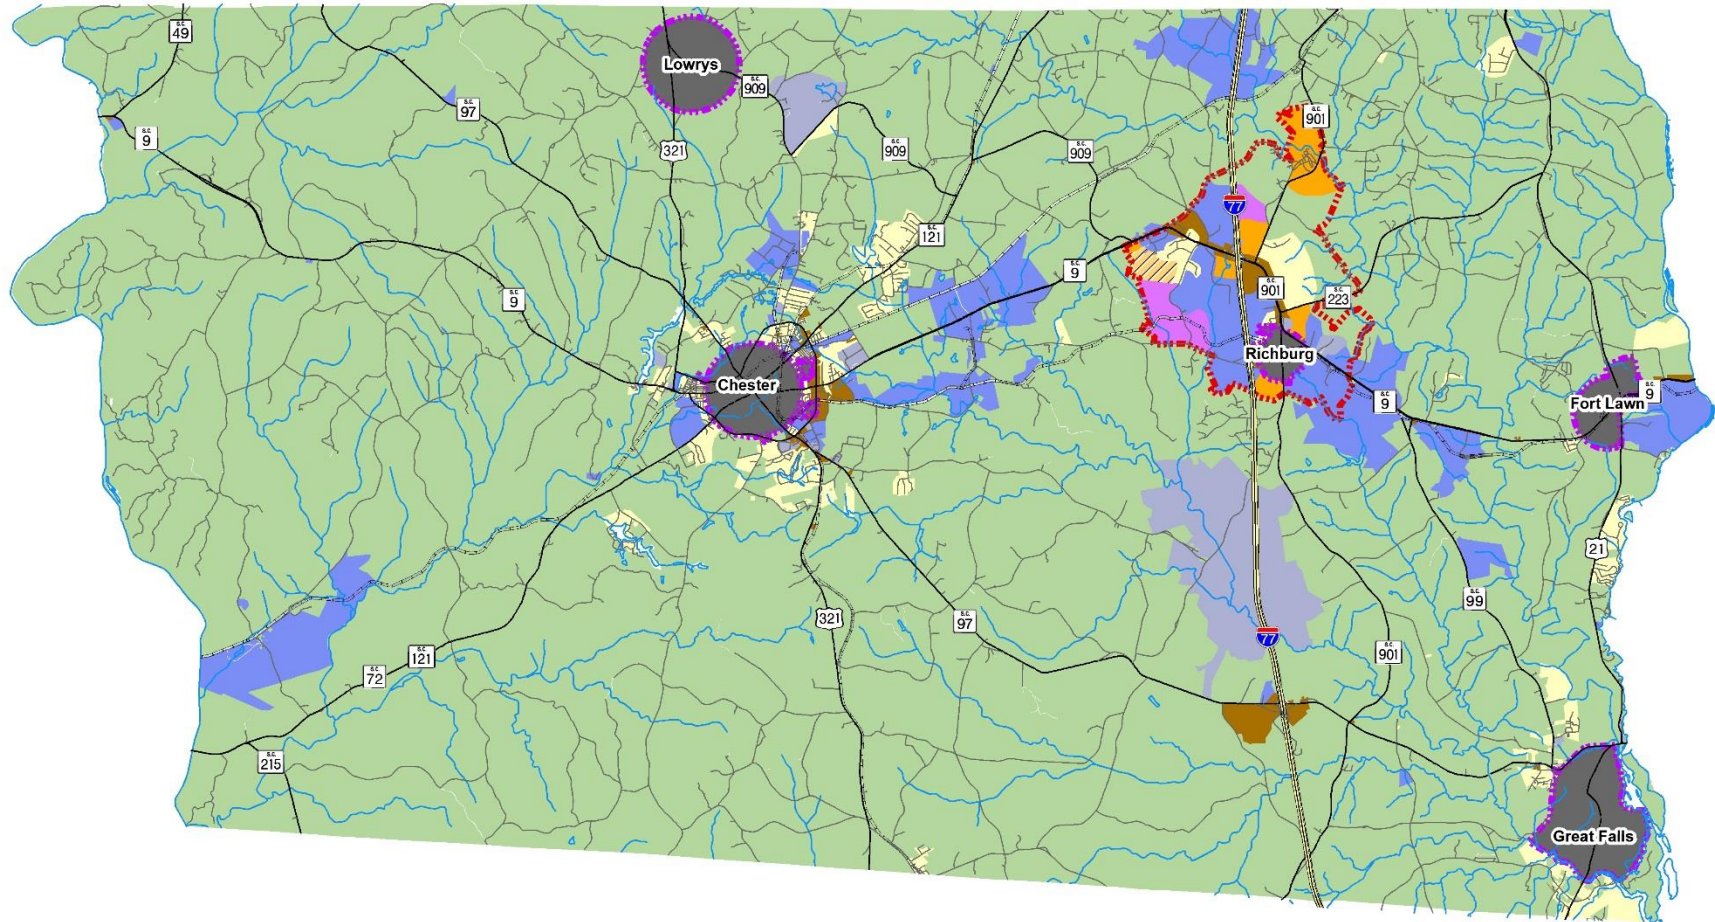 S.C.
49
Lowrys
S.C.
909
S.C.
97
S.C.
901
S.C.
9
321
S.C.
909
S.C.
909
77
S.C.
121
S.C.
9
S.C.
9
S.C.
901
S.C.
223
Richburg
Chester
S.C.
9
Fort Lawn
S.C.
9
21
S.C.
99
321
S.C.
97
77
S.C.
121
S.C.
901
S.C.
72
S.C.
215
Great Falls